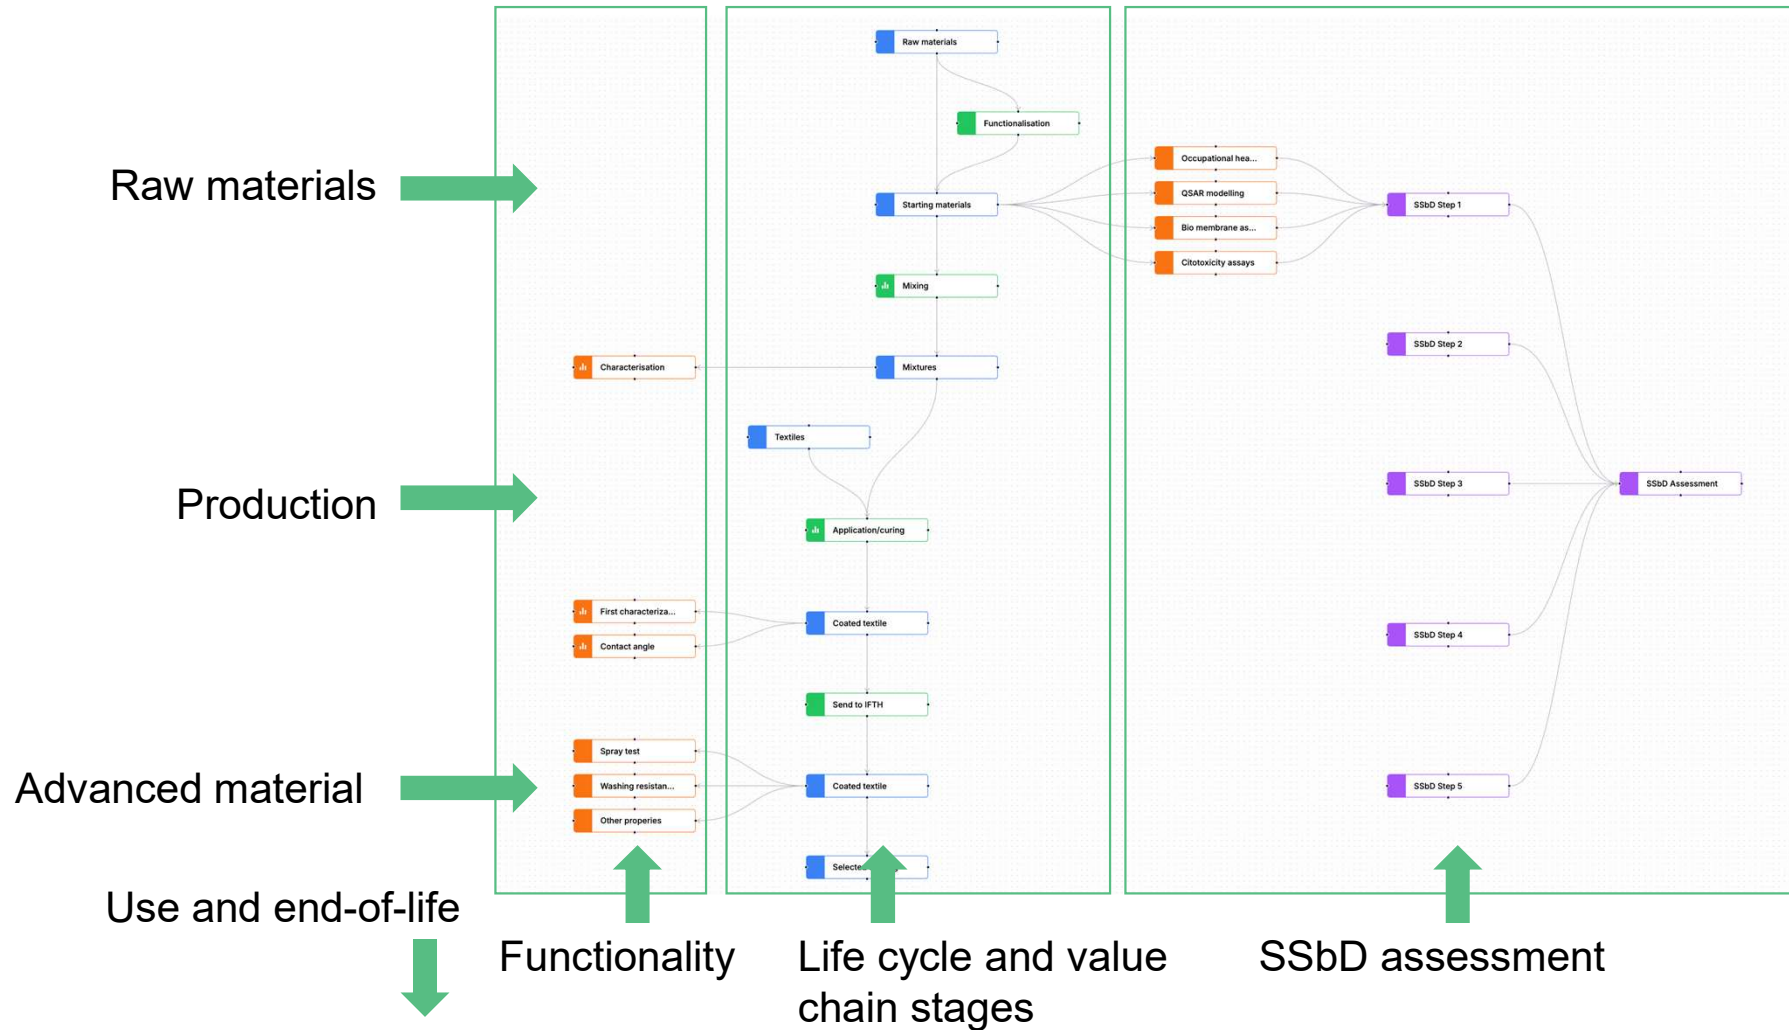 Raw materials
Functionalisation
Raw materials
Occupational hea...
QSAR modelling
Starting materials
SSbD Step 1
Bio membrane as...
Citotoxicity assays
Mixing
SSbD Step 2
Characterisation
Mixtures
Textiles
Production
SSbD Step 3
SSbD Assessment
Application/curing
First characteriza...
Coated textile
Contact angle
SSbD Step 4
Send to IFTH
Spray test
Advanced material
Washing resistan...
Coated textile
SSbD Step 5
Other properies
Use and end-of-life
Functionality
Life cycle and value
chain stages
SSbD assessment